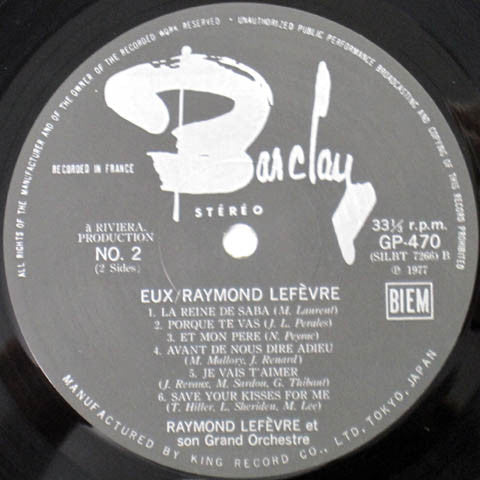 ALL RIGHTS OF THE MANUFACTURER AND OF THE OWNER OF THE RECORDED WORK RESERVED · UNAUTHORIZED PUBLIC PERFORMANCE BROADCASTING AND COPYING OF THIS RECORD PROHIBITED
Barclay
RECORDED IN FRANCE
STÉRÉO
à RIVIERA.
PRODUCTION
NO. 2
(2 Sides)
33⅓ r.p.m.
GP-470
(SILBT 7266) B
Ⓟ 1977
BIEM
EUX/RAYMOND LEFÈVRE
1. LA REINE DE SABA (M. Laurent)
2. PORQUE TE VAS (J. L. Perales)
3. ET MON PERE (N. Peyrac)
4. AVANT DE NOUS DIRE ADIEU
(M. Mallory, J. Renard)
5. JE VAIS T'AIMER
(J. Revaux, M. Sardou, G. Thibaut)
6. SAVE YOUR KISSES FOR ME
(T. Hiller, L. Sheriden, M. Lee)
RAYMOND LEFÈVRE et
son Grand Orchestre
MANUFACTURED BY KING RECORD CO., LTD. TOKYO, JAPAN